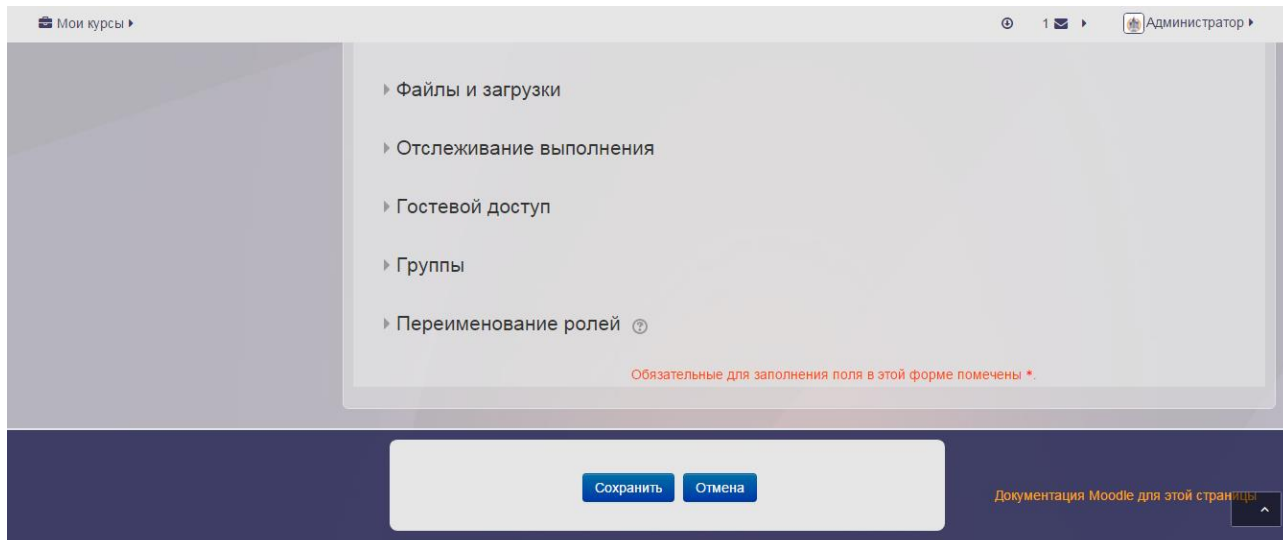 Мои курсы
1
Администратор
Файлы и загрузки
Отслеживание выполнения
Гостевой доступ
Группы
Переименование ролей ?
Обязательные для заполнения поля в этой форме помечены *.
Сохранить Отмена
Документация Moodle для этой страницы